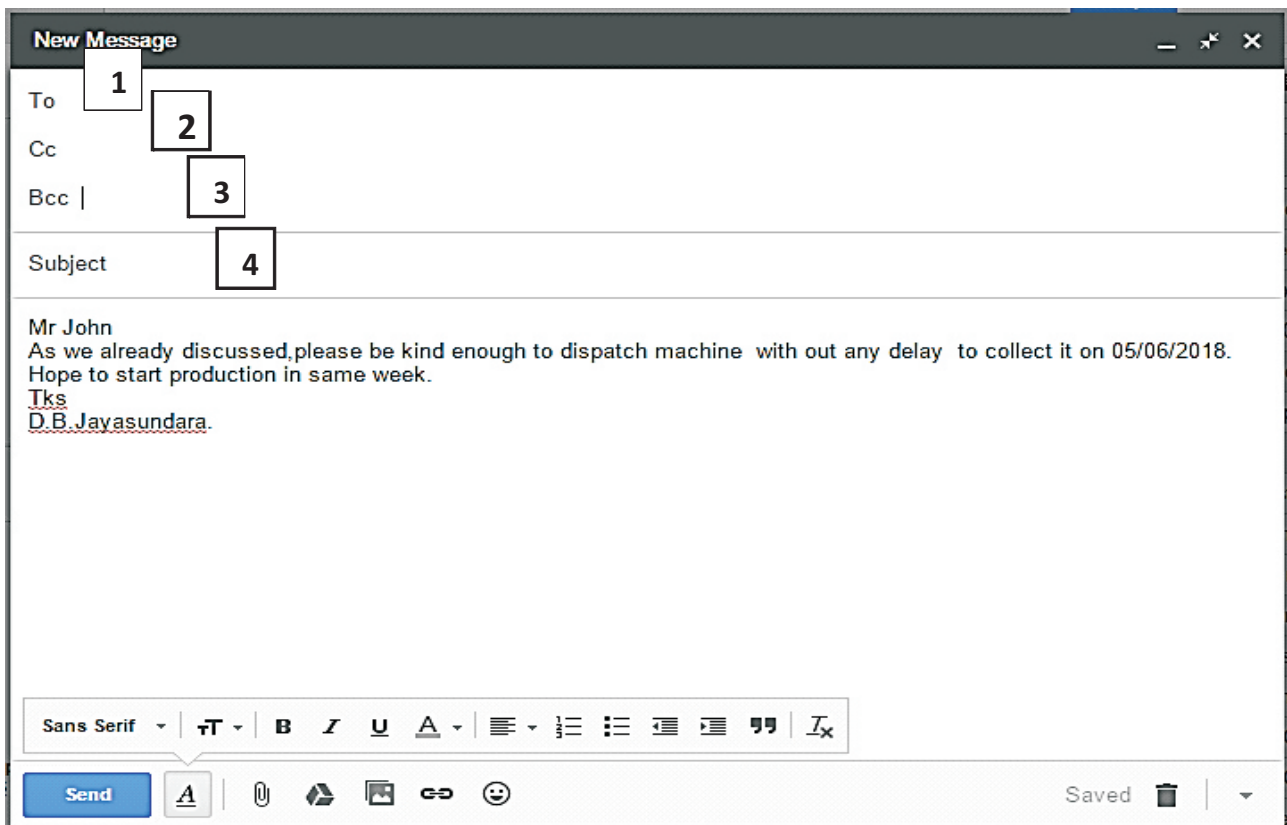 New Message
1
To
2
Cc
3
Bcc
4
Subject
Mr John
As we already discussed,please be kind enough to dispatch machine with out any delay to collect it on 05/06/2018.
Hope to start production in same week.
Tks
D.B.Jayasundara.
Sans Serif
Send
Saved